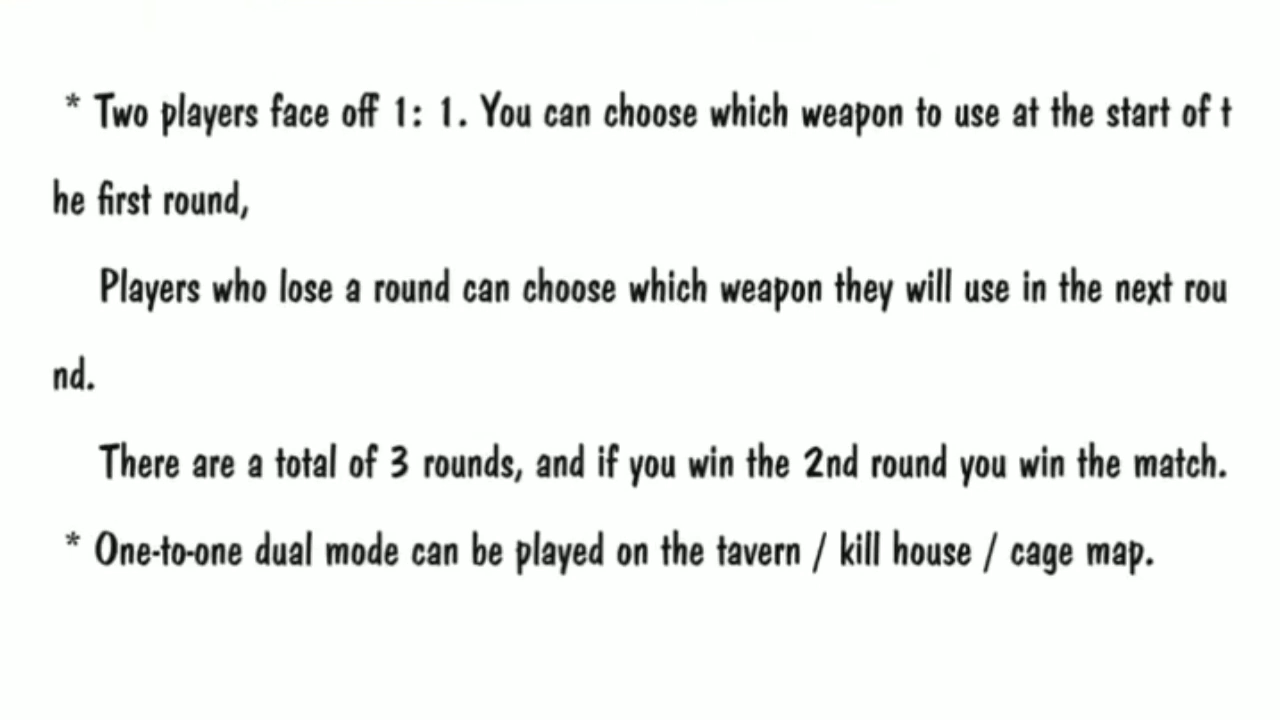 * Two players face off 1: 1. You can choose which weapon to use at the start of t
he first round,
Players who lose a round can choose which weapon they will use in the next rou
nd.
There are a total of 3 rounds, and if you win the 2nd round you win the match.
* One-to-one dual mode can be played on the tavern / kill house / cage map.